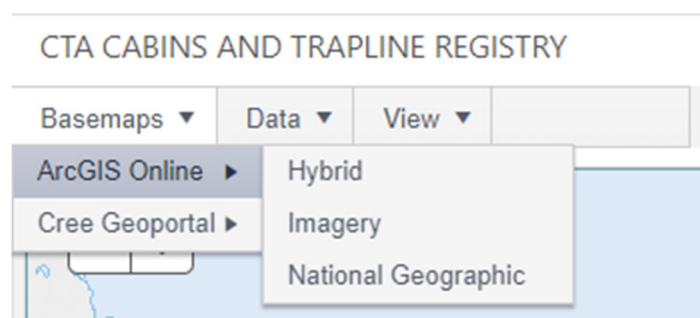 CTA CABINS AND TRAPLINE REGISTRY
Basemaps Data View
ArcGIS Online Hybrid
Cree Geoportal Imagery
National Geographic